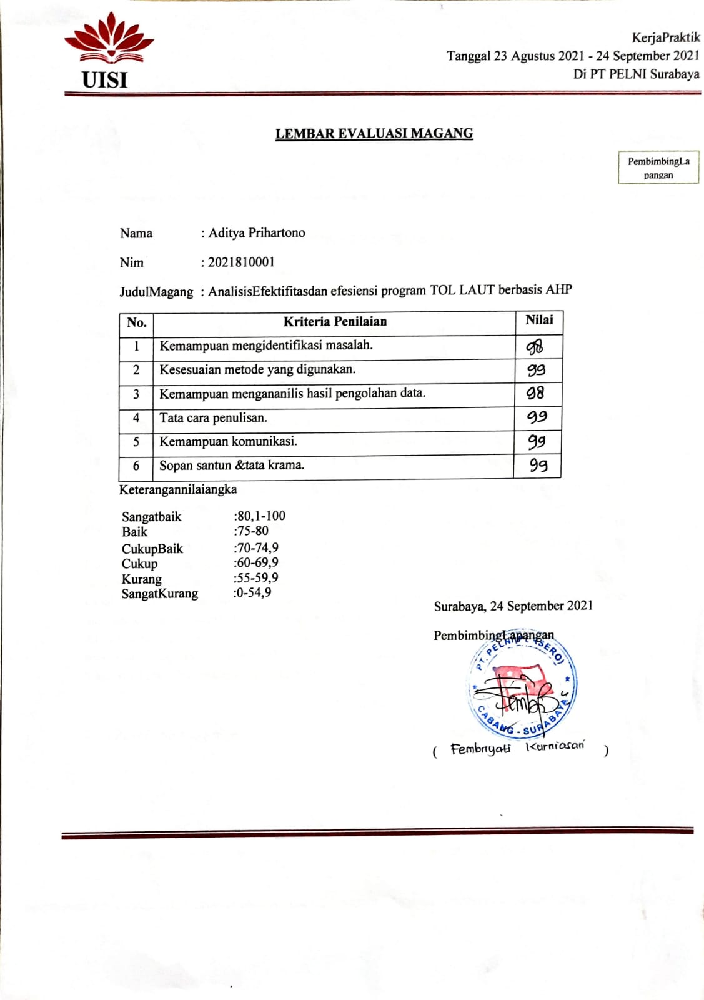 UISI
KerjaPraktik
Tanggal 23 Agustus 2021 - 24 September 2021
Di PT PELNI Surabaya
LEMBAR EVALUASI MAGANG
PembimbingLa
pangan
Nama : Aditya Prihartono
Nim : 2021810001
JudulMagang : AnalisisEfektifitasdan efesiensi program TOL LAUT berbasis AHP
No. Kriteria Penilaian Nilai
1 Kemampuan mengidentifikasi masalah. 98
2 Kesesuaian metode yang digunakan. 99
3 Kemampuan mengananilis hasil pengolahan data. 98
4 Tata cara penulisan. 99
5 Kemampuan komunikasi. 99
6 Sopan santun &tata krama. 99
Keterangannilaiangka
Sangatbaik :80,1-100
Baik :75-80
CukupBaik :70-74,9
Cukup :60-69,9
Kurang :55-59,9
SangatKurang :0-54,9
Surabaya, 24 September 2021
PembimbingLapangan
PT. PELNI (PERSERO)
CABANG - SURABAYA
( Fembriyati Kurniasari )